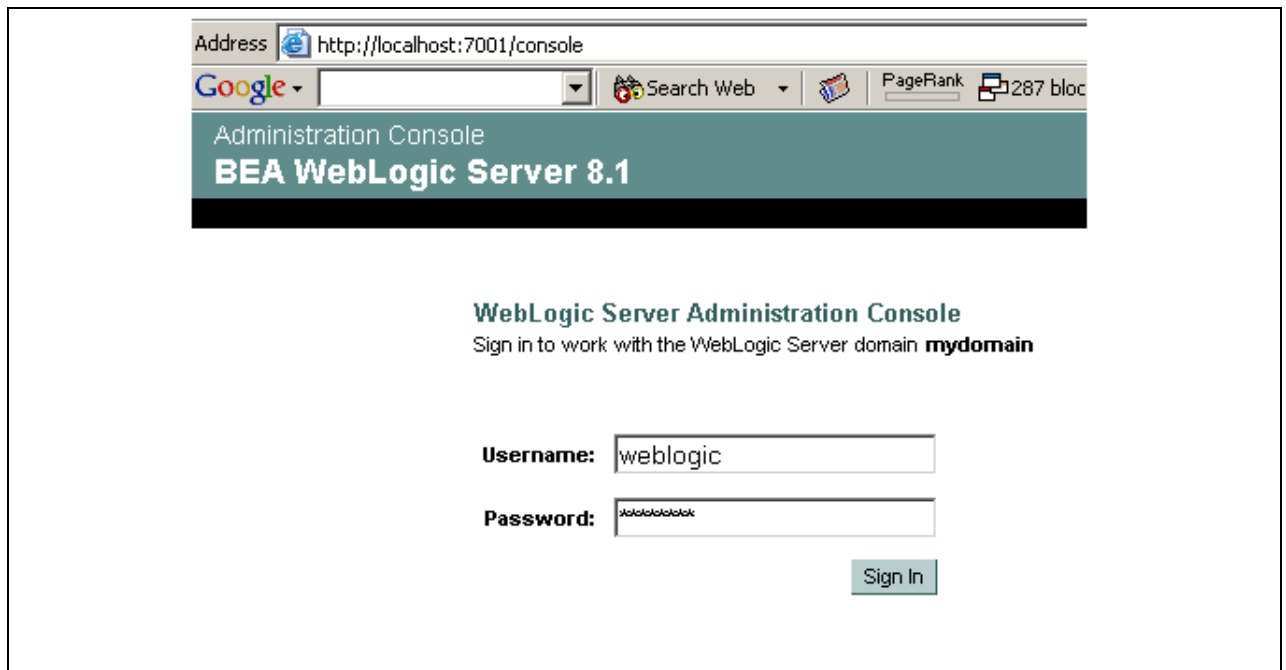 Address http://localhost:7001/console
Google Search Web PageRank 287 bloc
Administration Console
BEA WebLogic Server 8.1
WebLogic Server Administration Console
Sign in to work with the WebLogic Server domain mydomain
Username: weblogic
Password: *********
Sign In